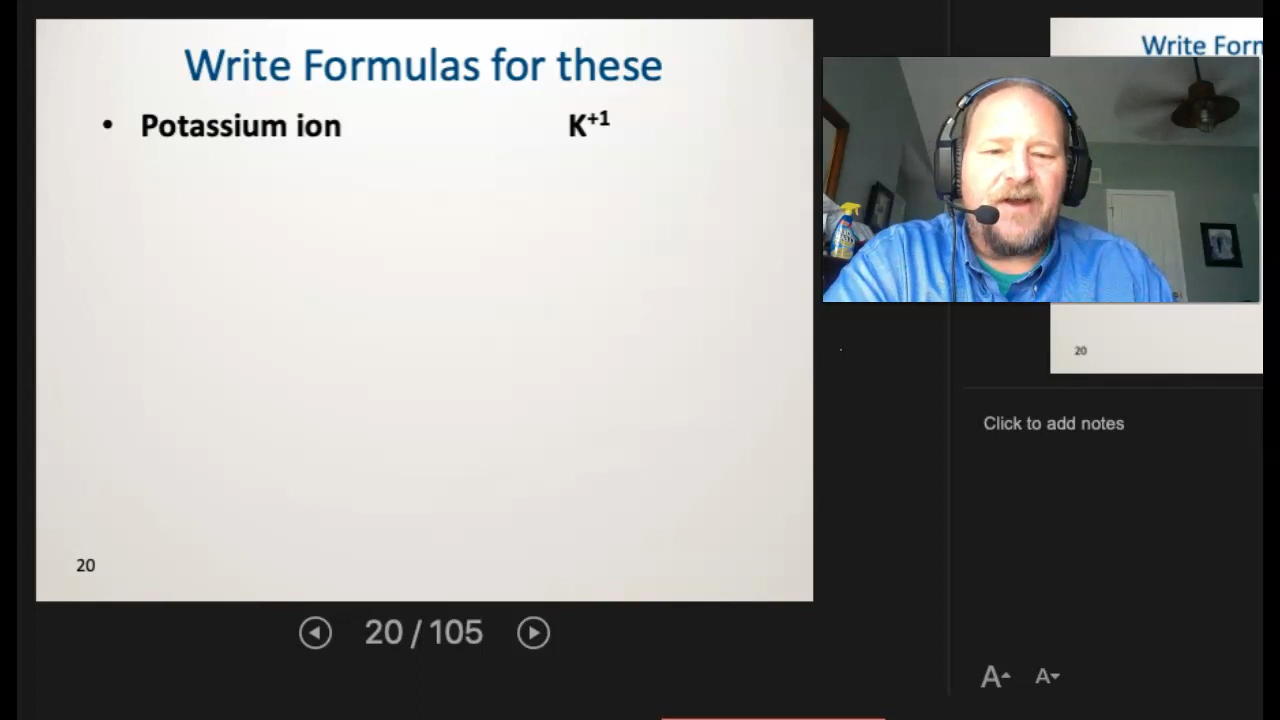 Write Formulas for these
• Potassium ion K⁺¹
20
20 / 105
Write Form
20
Click to add notes
A A